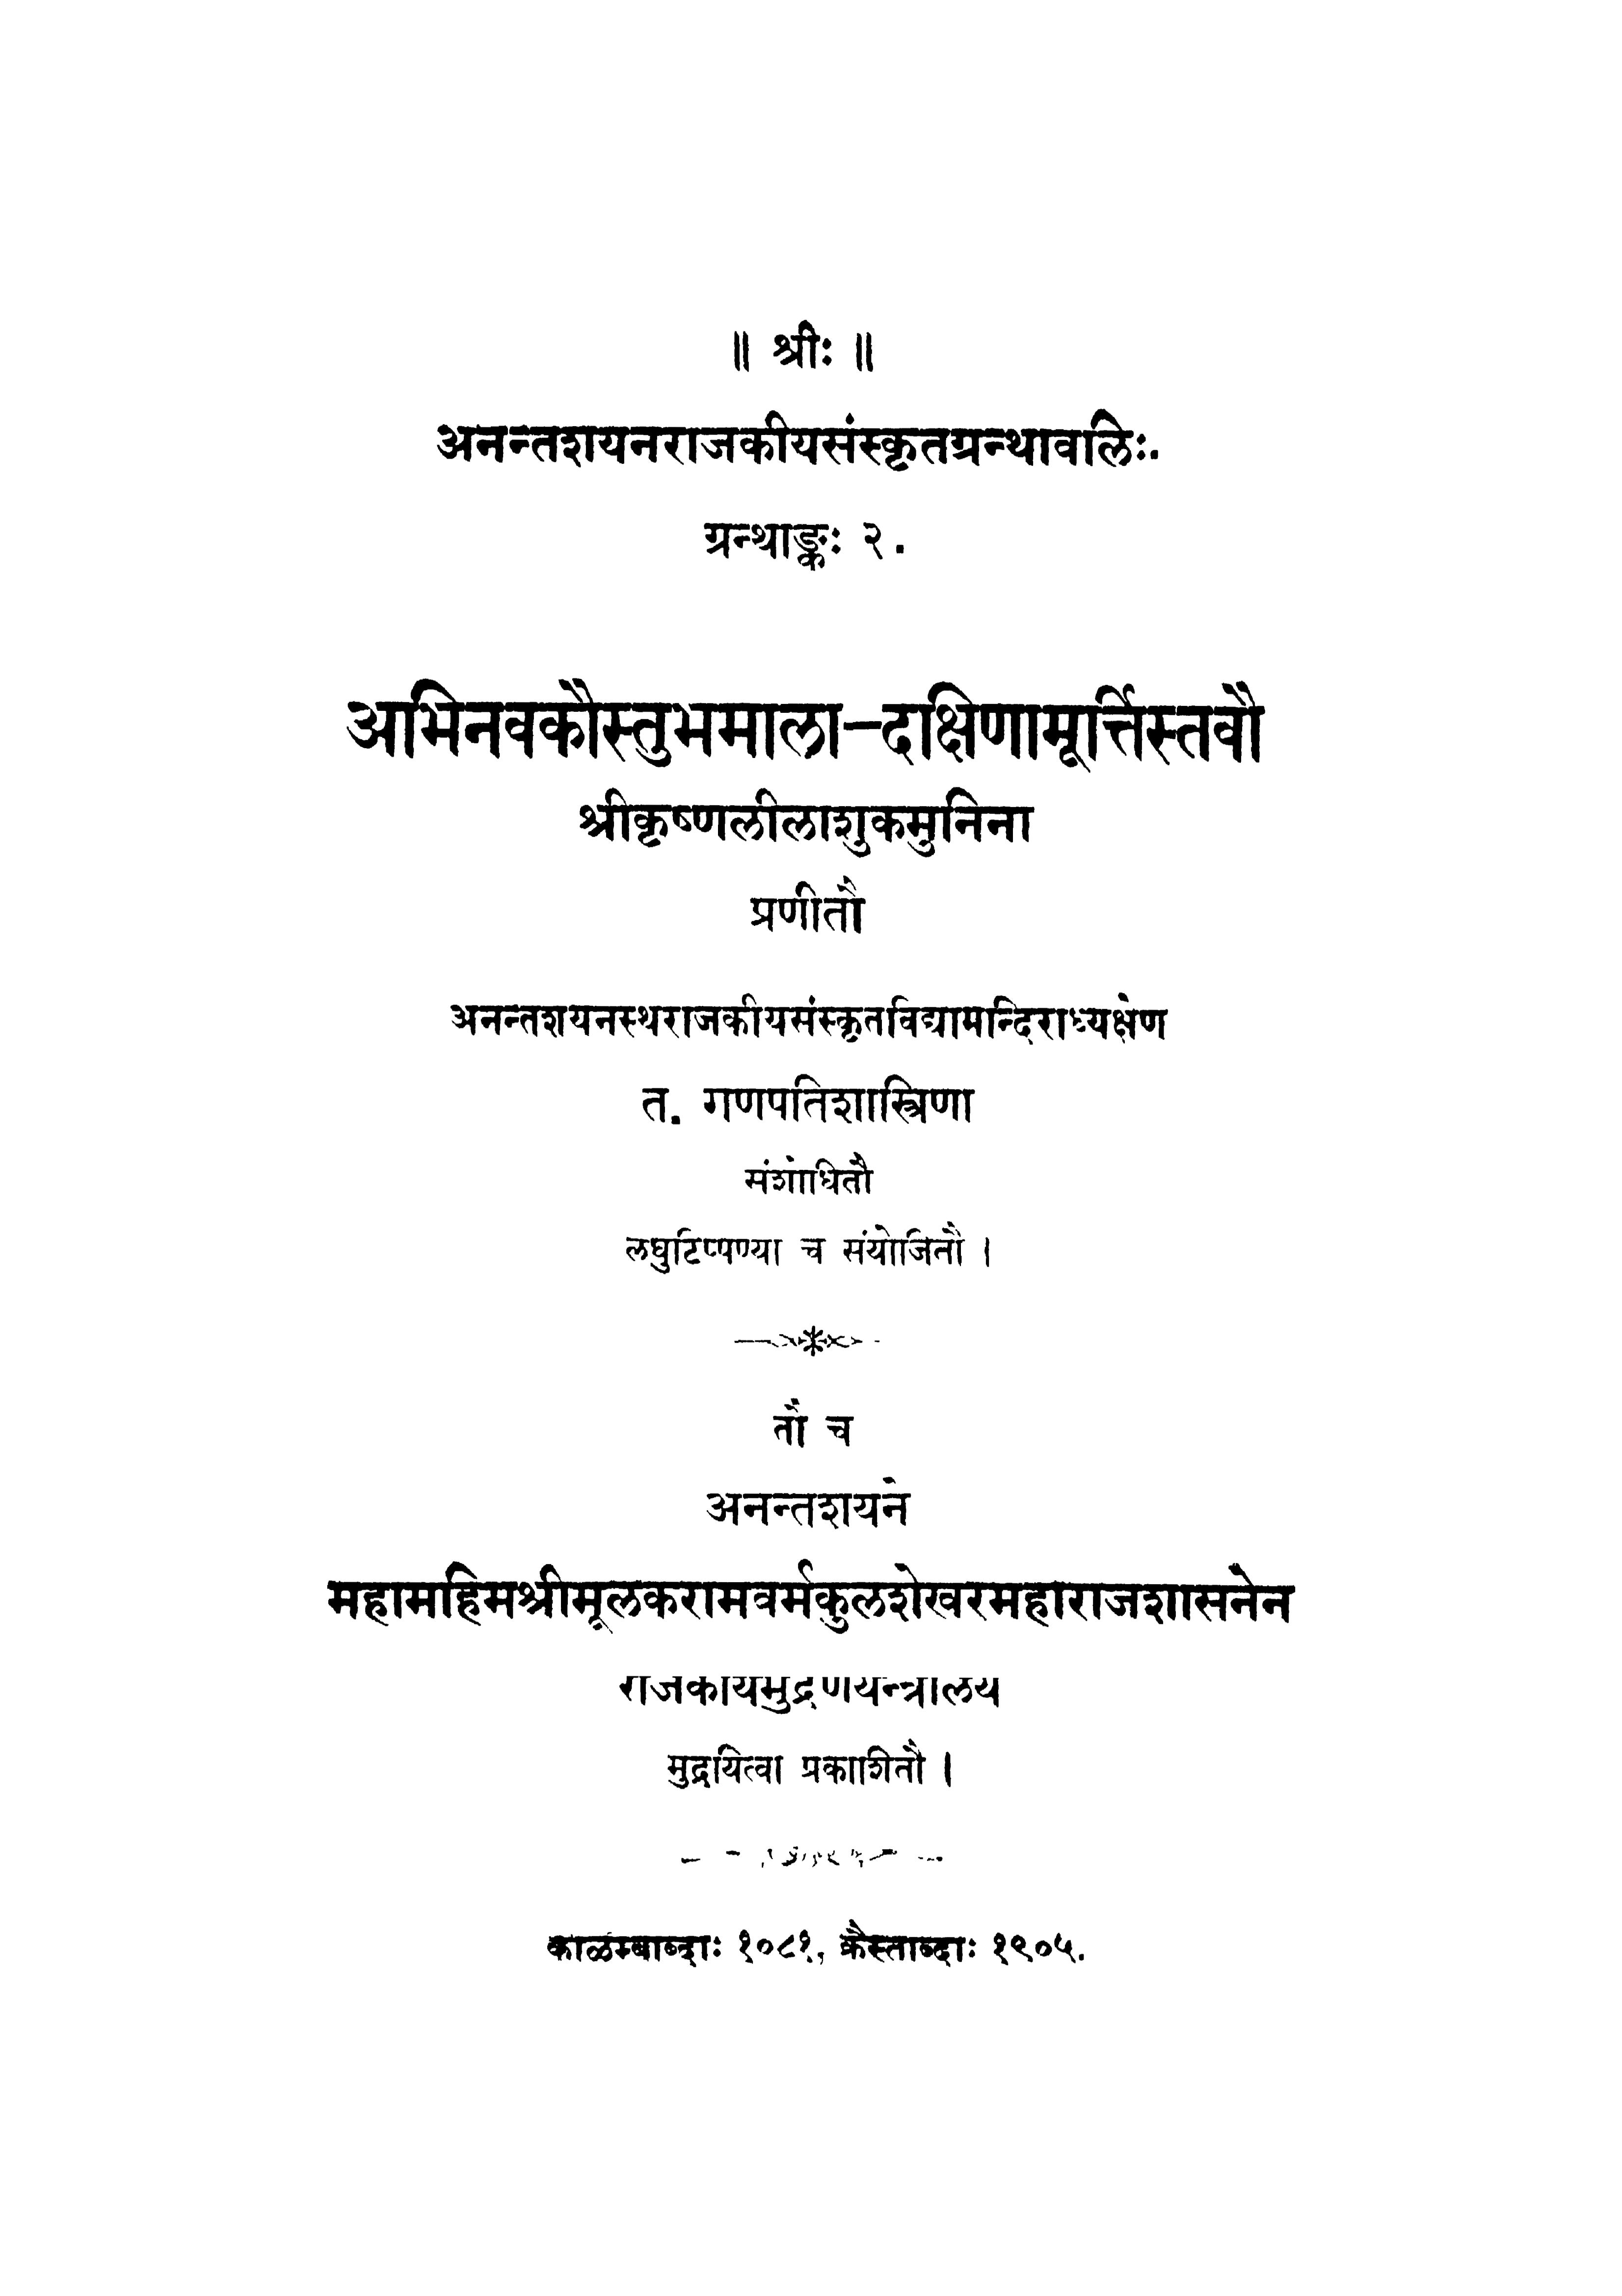 ॥ श्रीः ॥
अनन्तशयनराजकीयसंस्कृतग्रन्थावलिः.
ग्रन्थाङ्कः २.
अभिनवकौस्तुभमाला-दक्षिणामूर्त्तिस्तवौ
श्रीकृष्णलीलाशुकमुनिना
प्रणीतौ
अनन्तशयनस्थराजकीयसंस्कृतविद्यामन्दिराध्यक्षेण
त. गणपतिशास्त्रिणा
संशोधितौ
लघुटिप्पण्या च संयोजितौ ।
तौ च
अनन्तशयने
महामहिमश्रीमूलकरामवर्मकुलशेखरमहाराजशासनेन
राजकीयमुद्रणयन्त्रालये
मुद्रयित्वा प्रकाशितौ ।
कोळम्बाब्दाः १०८१, क्रैस्ताब्दाः १९०५.